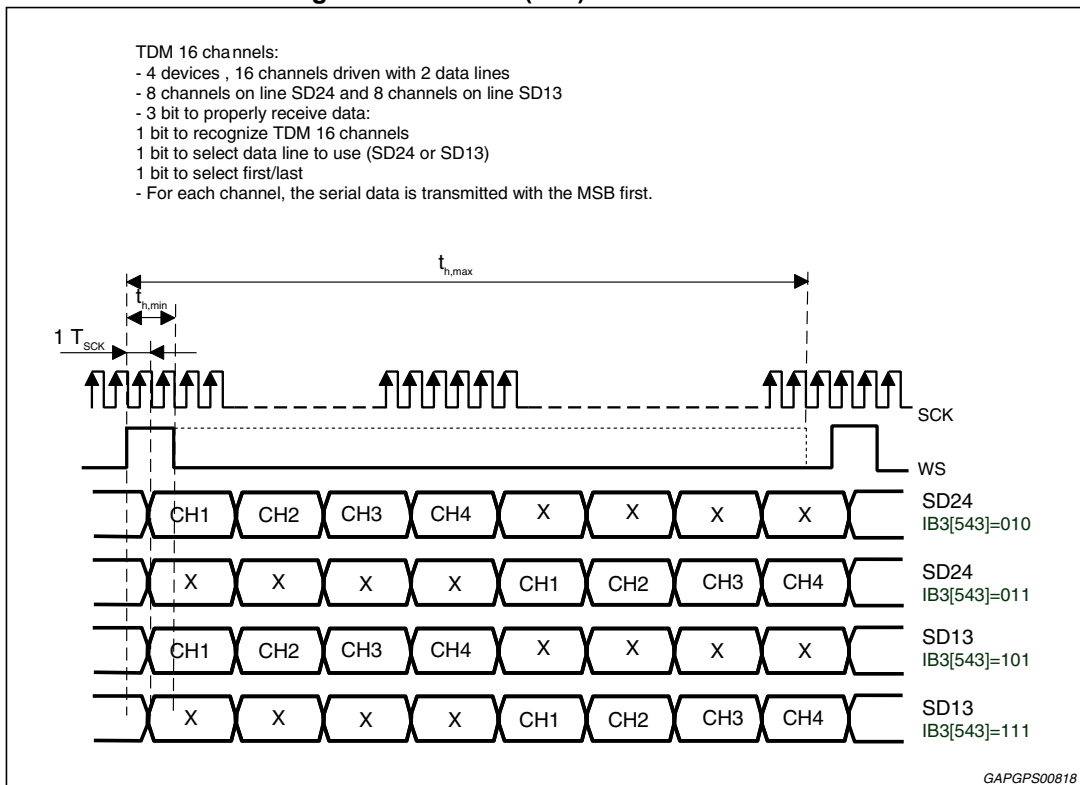 TDM 16 channels:
- 4 devices , 16 channels driven with 2 data lines
- 8 channels on line SD24 and 8 channels on line SD13
- 3 bit to properly receive data:
1 bit to recognize TDM 16 channels
1 bit to select data line to use (SD24 or SD13)
1 bit to select first/last
- For each channel, the serial data is transmitted with the MSB first.
th,max
th,min
1 TSCK
SCK
WS
CH1 CH2 CH3 CH4 X X X X SD24
IB3[543]=010
X X X X CH1 CH2 CH3 CH4 SD24
IB3[543]=011
CH1 CH2 CH3 CH4 X X X X SD13
IB3[543]=101
X X X X CH1 CH2 CH3 CH4 SD13
IB3[543]=111
GAPGPS00818